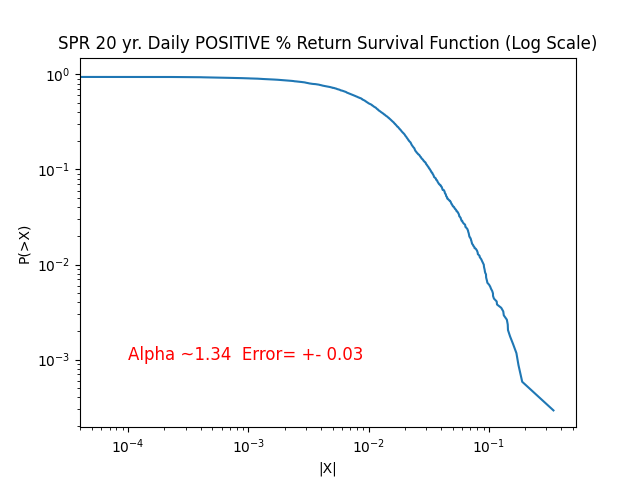 SPR 20 yr. Daily POSITIVE % Return Survival Function (Log Scale)
10⁰
10⁻¹
10⁻²
10⁻³
P(>X)
Alpha ~1.34  Error= +- 0.03
10⁻⁴ 10⁻³ 10⁻² 10⁻¹
|X|